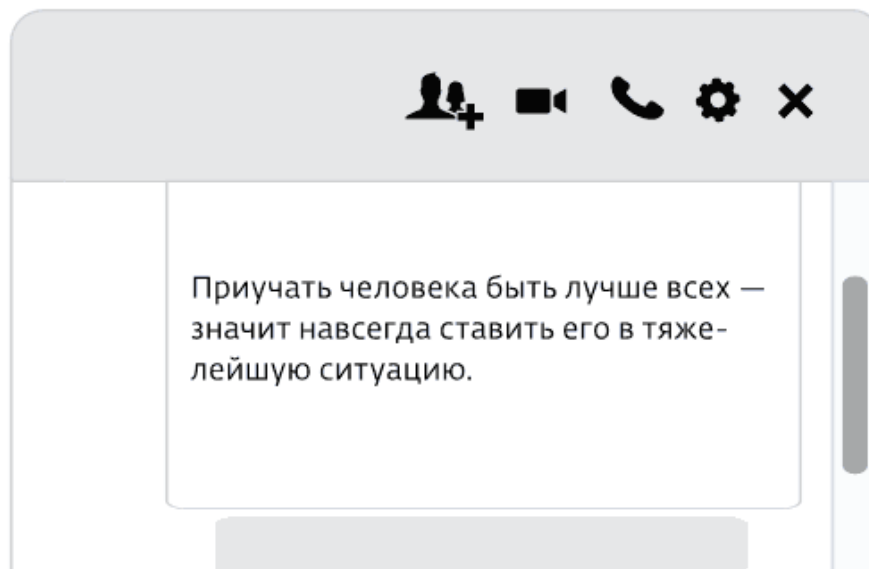 Приучать человека быть лучше всех —
значит навсегда ставить его в тяже-
лейшую ситуацию.